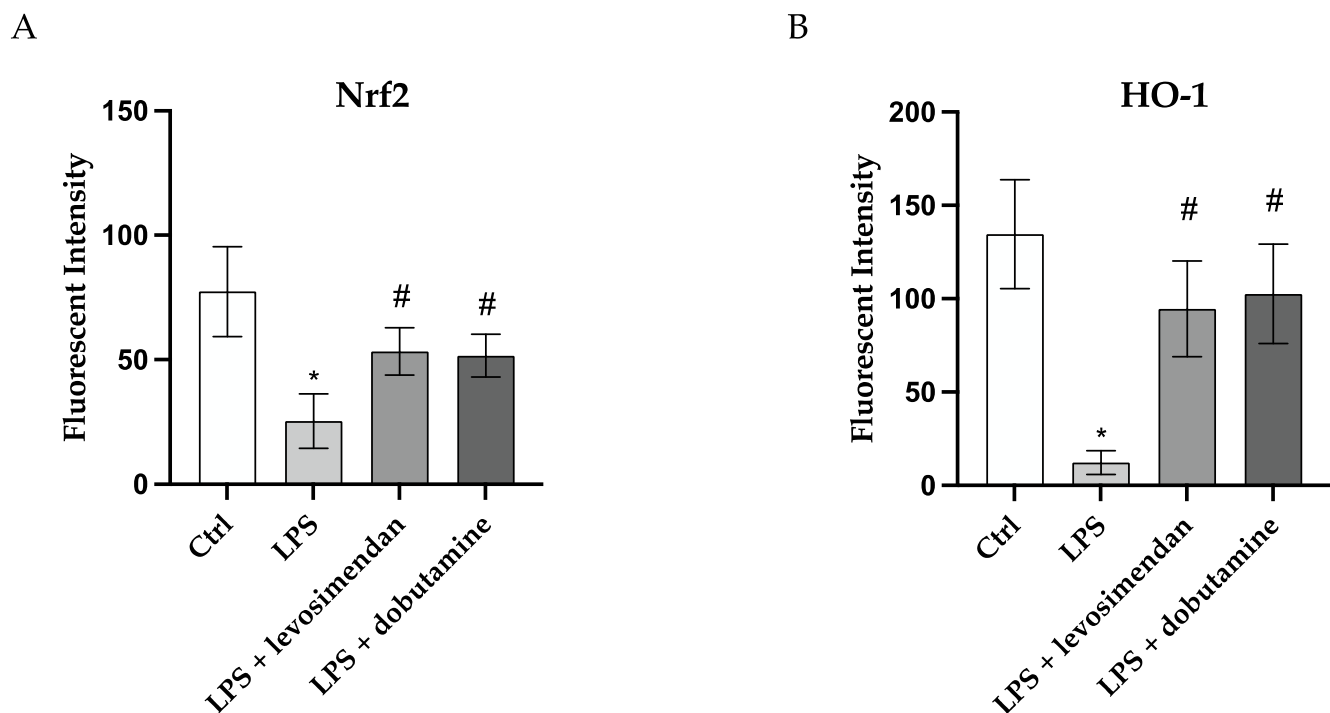 A
Nrf2
Fluorescent Intensity
150
100
50
0
*
#
#
Ctrl
LPS
LPS + levosimendan
LPS + dobutamine
B
HO-1
Fluorescent Intensity
200
150
100
50
0
*
#
#
Ctrl
LPS
LPS + levosimendan
LPS + dobutamine